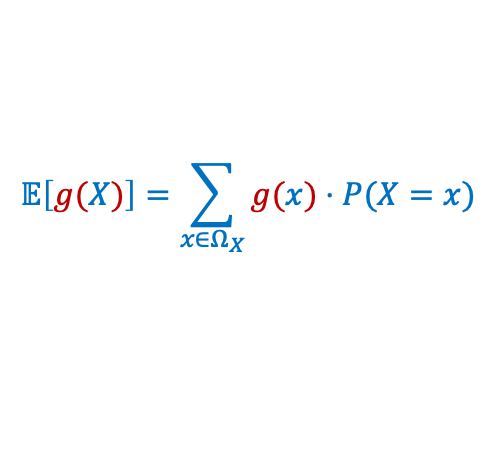 𝔼[g(X)] = ∑ g(x) · P(X = x)
x∈Ω_X